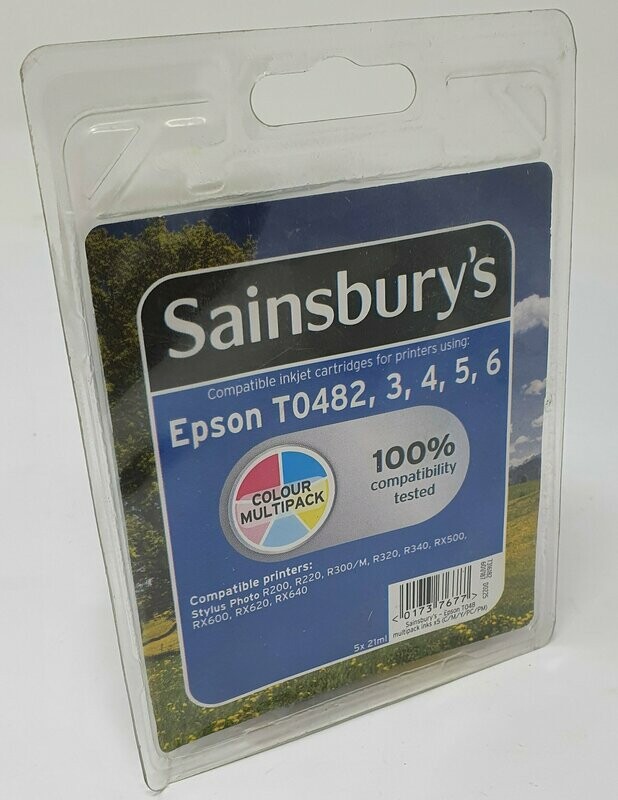 Sainsbury's
Compatible inkjet cartridges for printers using:
Epson T0482, 3, 4, 5, 6
COLOUR
MULTIPACK
100%
compatibility
tested
Compatible printers:
Stylus Photo R200, R220, R300/M, R320, R340, RX500,
RX600, RX620, RX640
5x 21ml
< 0173 7677 >
Sainsbury's - Epson T048
multipack inks x5 (C/M/Y/PC/PM)